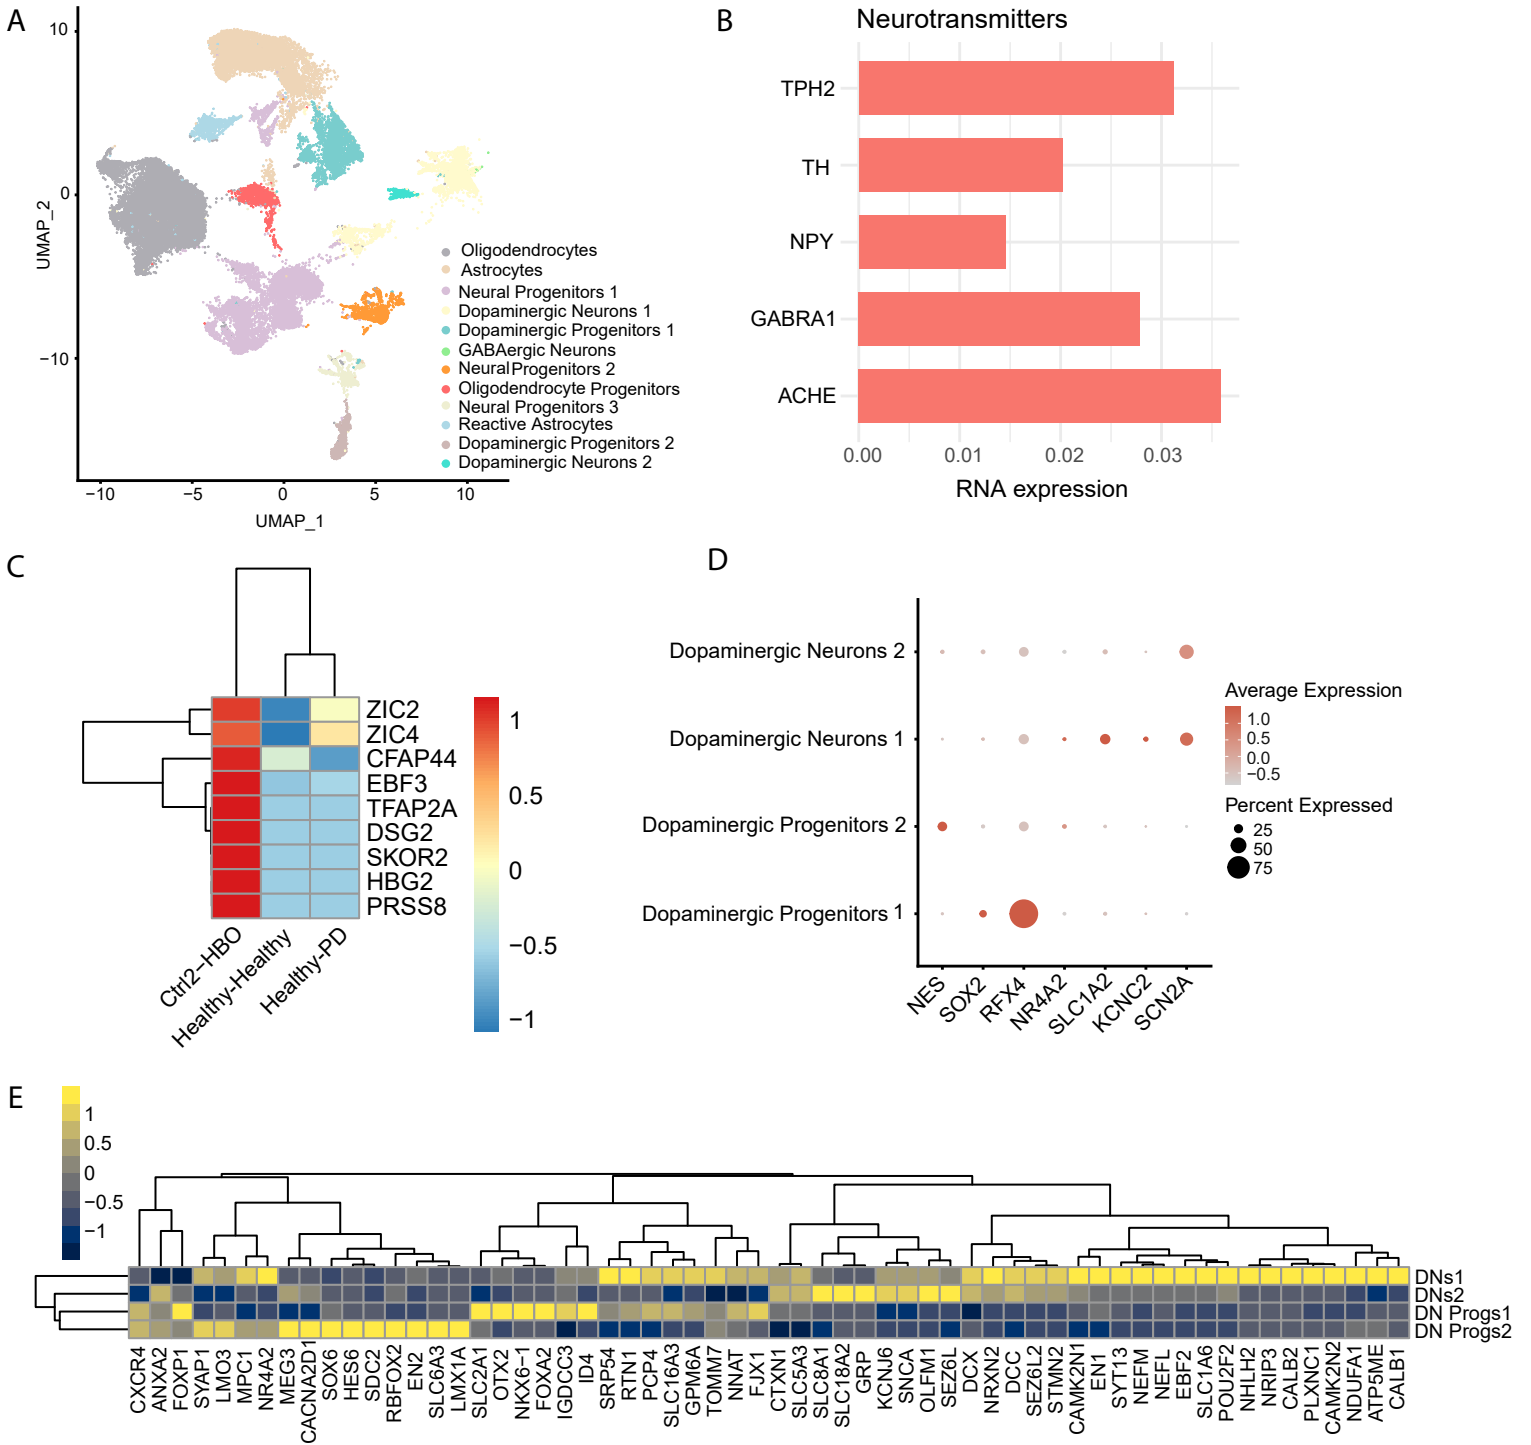 A
10
0
−10
UMAP_2
−10
−5
0
5
10
UMAP_1
Oligodendrocytes
Astrocytes
Neural Progenitors 1
Dopaminergic Neurons 1
Dopaminergic Progenitors 1
GABAergic Neurons
Neural Progenitors 2
Oligodendrocyte Progenitors
Neural Progenitors 3
Reactive Astrocytes
Dopaminergic Progenitors 2
Dopaminergic Neurons 2
B
Neurotransmitters
TPH2
TH
NPY
GABRA1
ACHE
0.00
0.01
0.02
0.03
RNA expression
C
ZIC2
ZIC4
CFAP44
EBF3
TFAP2A
DSG2
SKOR2
HBG2
PRSS8
Ctrl2−HBO
Healthy−Healthy
Healthy−PD
1
0.5
0
−0.5
−1
D
Dopaminergic Neurons 2
Dopaminergic Neurons 1
Dopaminergic Progenitors 2
Dopaminergic Progenitors 1
NES
SOX2
RFX4
NR4A2
SLC1A2
KCNC2
SCN2A
Average Expression
1.0
0.5
0.0
−0.5
Percent Expressed
25
50
75
E
1
0.5
0
−0.5
−1
DNs1
DNs2
DN Progs1
DN Progs2
CXCR4
ANXA2
FOXP1
SYAP1
LMO3
MPC1
NR4A2
MEG3
CACNA2D1
SOX6
HES6
SDC2
RBFOX2
EN2
SLC6A3
LMX1A
SLC2A1
OTX2
NKX6−1
FOXA2
IGDCC3
ID4
SRP54
RTN1
PCP4
SLC16A3
GPM6A
TOMM7
NNAT
FJX1
CTXN1
SLC5A3
SLC8A1
SLC18A2
GRP
KCNJ6
SNCA
OLFM1
SEZ6L
DCX
NRXN2
DCC
SEZ6L2
STMN2
CAMK2N1
EN1
SYT13
NEFM
NEFL
EBF2
SLC1A6
POU2F2
NHLH2
NRIP3
CALB2
PLXNC1
CAMK2N2
NDUFA1
ATP5ME
CALB1